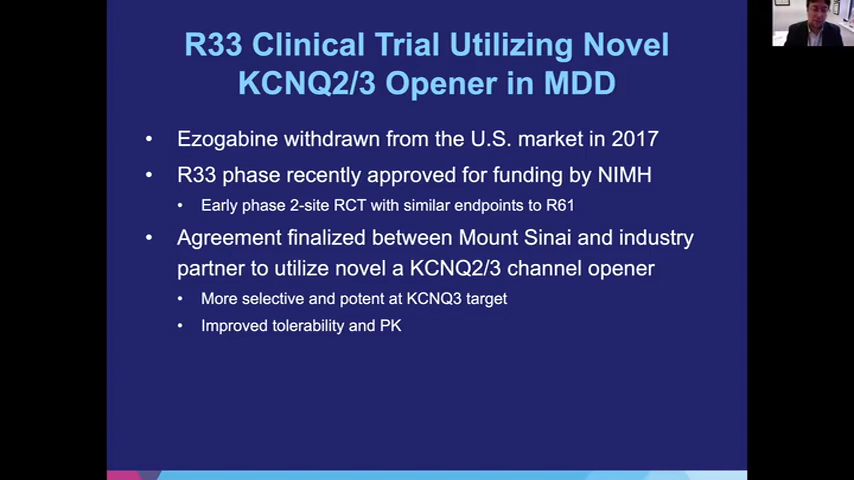 R33 Clinical Trial Utilizing Novel
KCNQ2/3 Opener in MDD
• Ezogabine withdrawn from the U.S. market in 2017
• R33 phase recently approved for funding by NIMH
• Early phase 2-site RCT with similar endpoints to R61
• Agreement finalized between Mount Sinai and industry
partner to utilize novel a KCNQ2/3 channel opener
• More selective and potent at KCNQ3 target
• Improved tolerability and PK